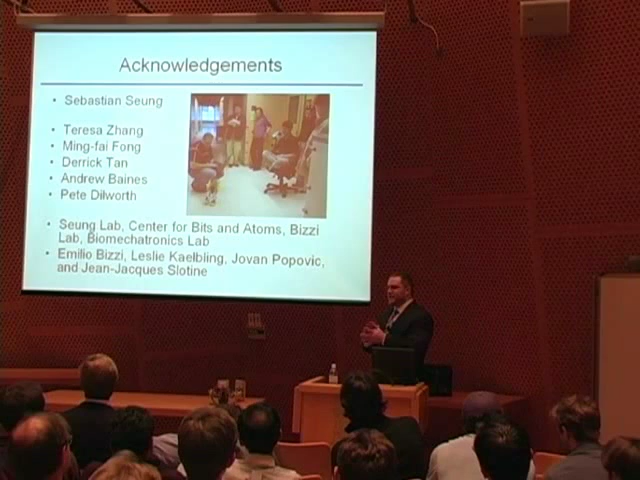 Acknowledgements
• Sebastian Seung
• Teresa Zhang
• Ming-fai Fong
• Derrick Tan
• Andrew Baines
• Pete Dilworth
• Seung Lab, Center for Bits and Atoms, Bizzi
Lab, Biomechatronics Lab
• Emilio Bizzi, Leslie Kaelbling, Jovan Popovic,
and Jean-Jacques Slotine